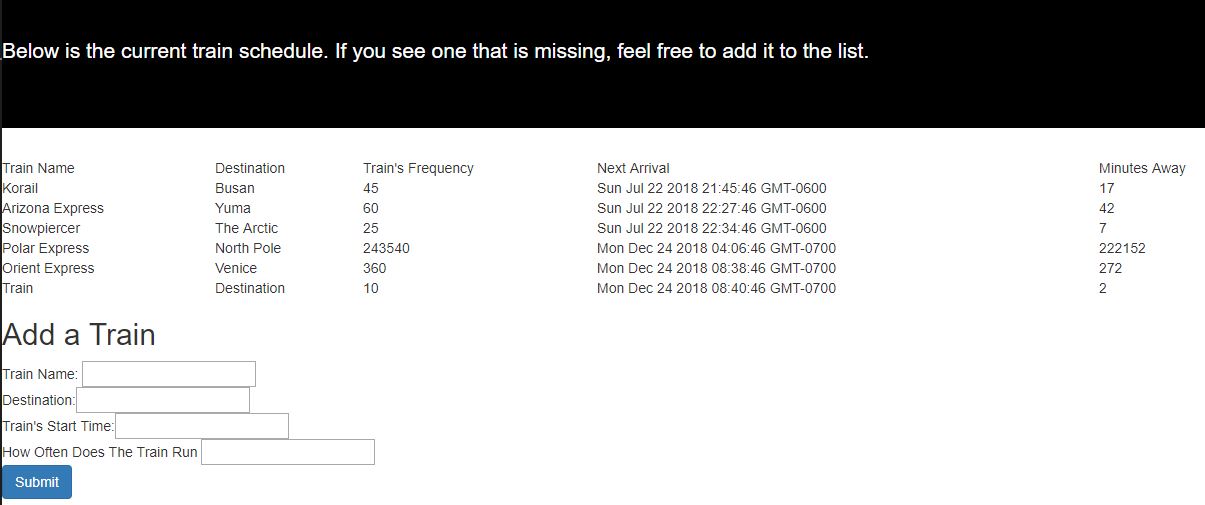 Below is the current train schedule. If you see one that is missing, feel free to add it to the list.
Train Name Destination Train's Frequency Next Arrival Minutes Away
Korail Busan 45 Sun Jul 22 2018 21:45:46 GMT-0600 17
Arizona Express Yuma 60 Sun Jul 22 2018 22:27:46 GMT-0600 42
Snowpiercer The Arctic 25 Sun Jul 22 2018 22:34:46 GMT-0600 7
Polar Express North Pole 243540 Mon Dec 24 2018 04:06:46 GMT-0700 222152
Orient Express Venice 360 Mon Dec 24 2018 08:38:46 GMT-0700 272
Train Destination 10 Mon Dec 24 2018 08:40:46 GMT-0700 2
Add a Train
Train Name:
Destination:
Train's Start Time:
How Often Does The Train Run
Submit